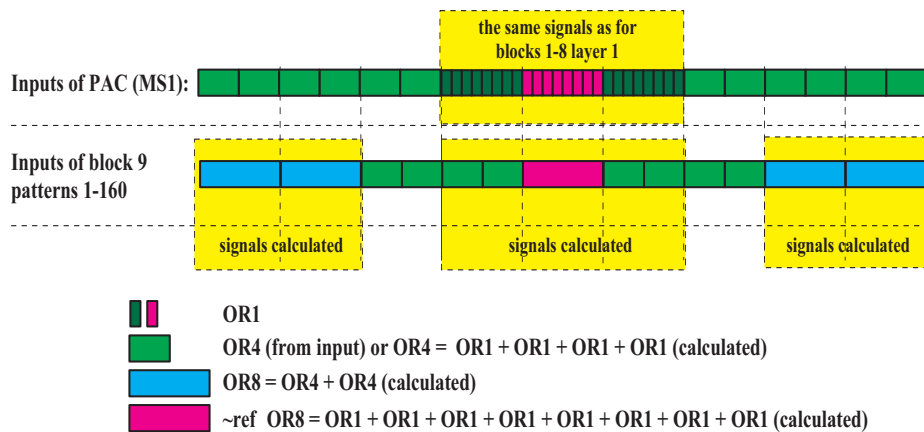 the same signals as for
blocks 1-8 layer 1
Inputs of PAC (MS1):
Inputs of block 9
patterns 1-160
signals calculated
signals calculated
signals calculated
OR1
OR4 (from input) or OR4 = OR1 + OR1 + OR1 + OR1 (calculated)
OR8 = OR4 + OR4 (calculated)
~ref OR8 = OR1 + OR1 + OR1 + OR1 + OR1 + OR1 + OR1 + OR1 (calculated)